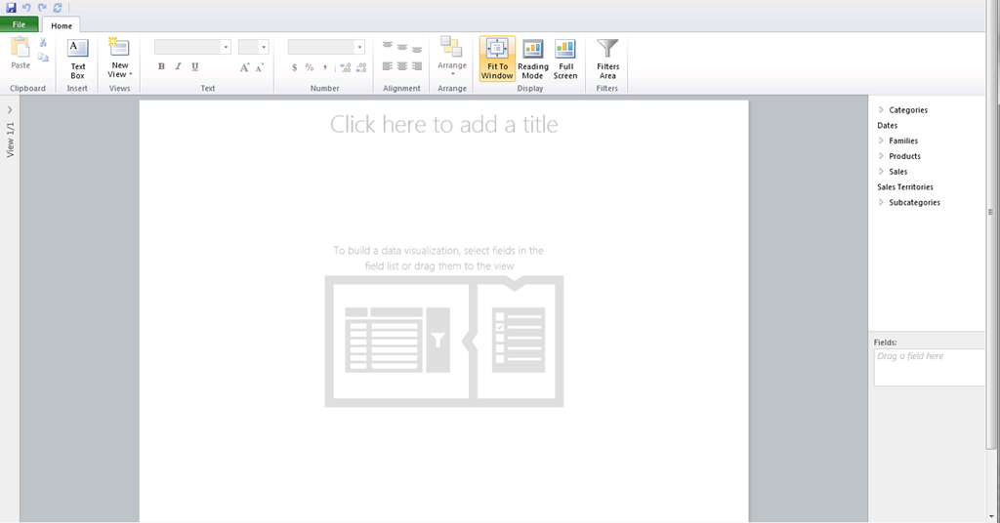 File
Home
Paste
Text
Box
New
View
B I U
A A
$ % ,
Arrange
Fit To
Window
Reading
Mode
Full
Screen
Filters
Area
Clipboard
Insert
Views
Text
Number
Alignment
Arrange
Display
Filters
View 1/1
Click here to add a title
To build a data visualization, select fields in the
field list or drag them to the view
Categories
Dates
Families
Products
Sales
Sales Territories
Subcategories
Fields:
Drag a field here